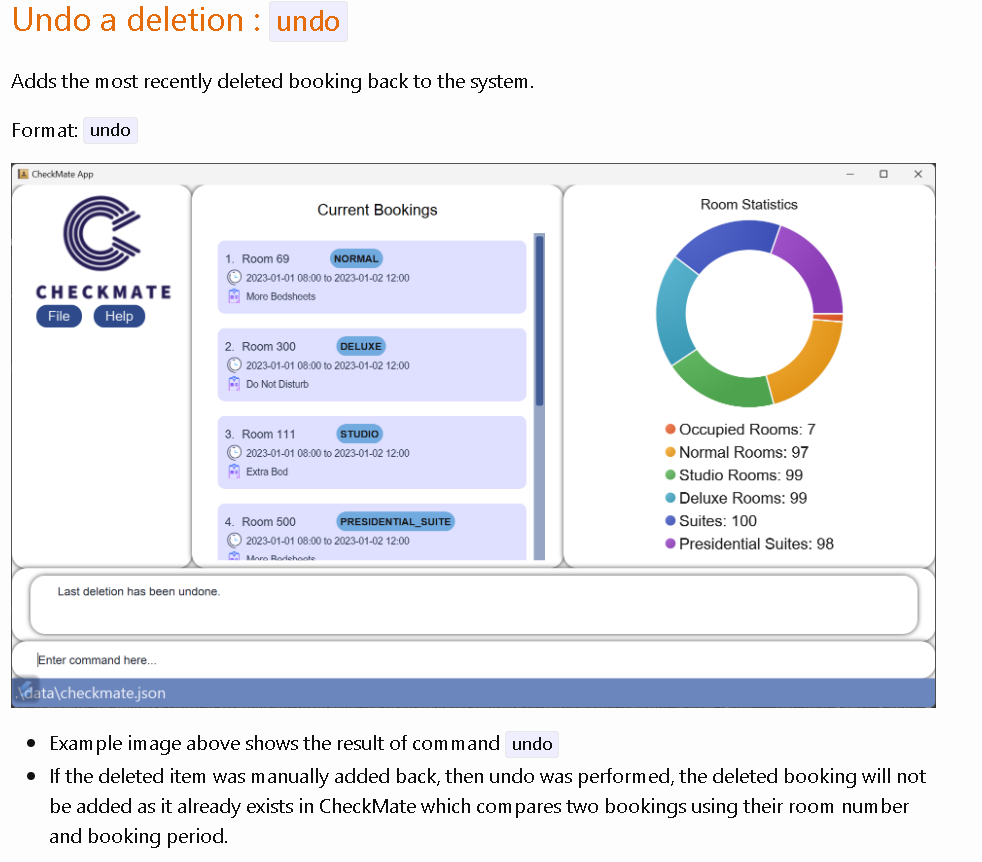 Undo a deletion : undo
Adds the most recently deleted booking back to the system.
Format: undo
CheckMate App
CHECKMATE
File Help
Current Bookings
1. Room 69 NORMAL
2023-01-01 08:00 to 2023-01-02 12:00
More Bedsheets
2. Room 300 DELUXE
2023-01-01 08:00 to 2023-01-02 12:00
Do Not Disturb
3. Room 111 STUDIO
2023-01-01 08:00 to 2023-01-02 12:00
Extra Bed
4. Room 500 PRESIDENTIAL_SUITE
2023-01-01 08:00 to 2023-01-02 12:00
More Bedsheets
Room Statistics
Occupied Rooms: 7
Normal Rooms: 97
Studio Rooms: 99
Deluxe Rooms: 99
Suites: 100
Presidential Suites: 98
Last deletion has been undone.
Enter command here...
.\data\checkmate.json
Example image above shows the result of command undo
If the deleted item was manually added back, then undo was performed, the deleted booking will not
be added as it already exists in CheckMate which compares two bookings using their room number
and booking period.